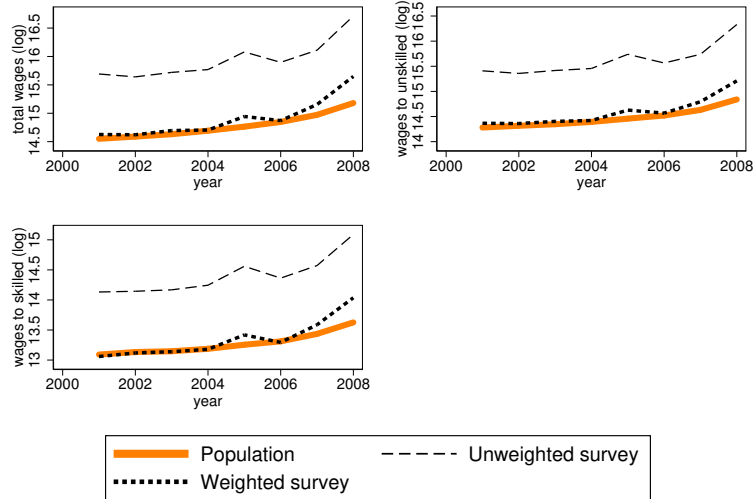 total wages (log)
14.5 15 15.5 16 16.5
2000 2002 2004 2006 2008
year
wages to unskilled (log)
14 14.5 15 15.5 16 16.5
2000 2002 2004 2006 2008
year
wages to skilled (log)
13 13.5 14 14.5 15
2000 2002 2004 2006 2008
year
Population Unweighted survey
Weighted survey